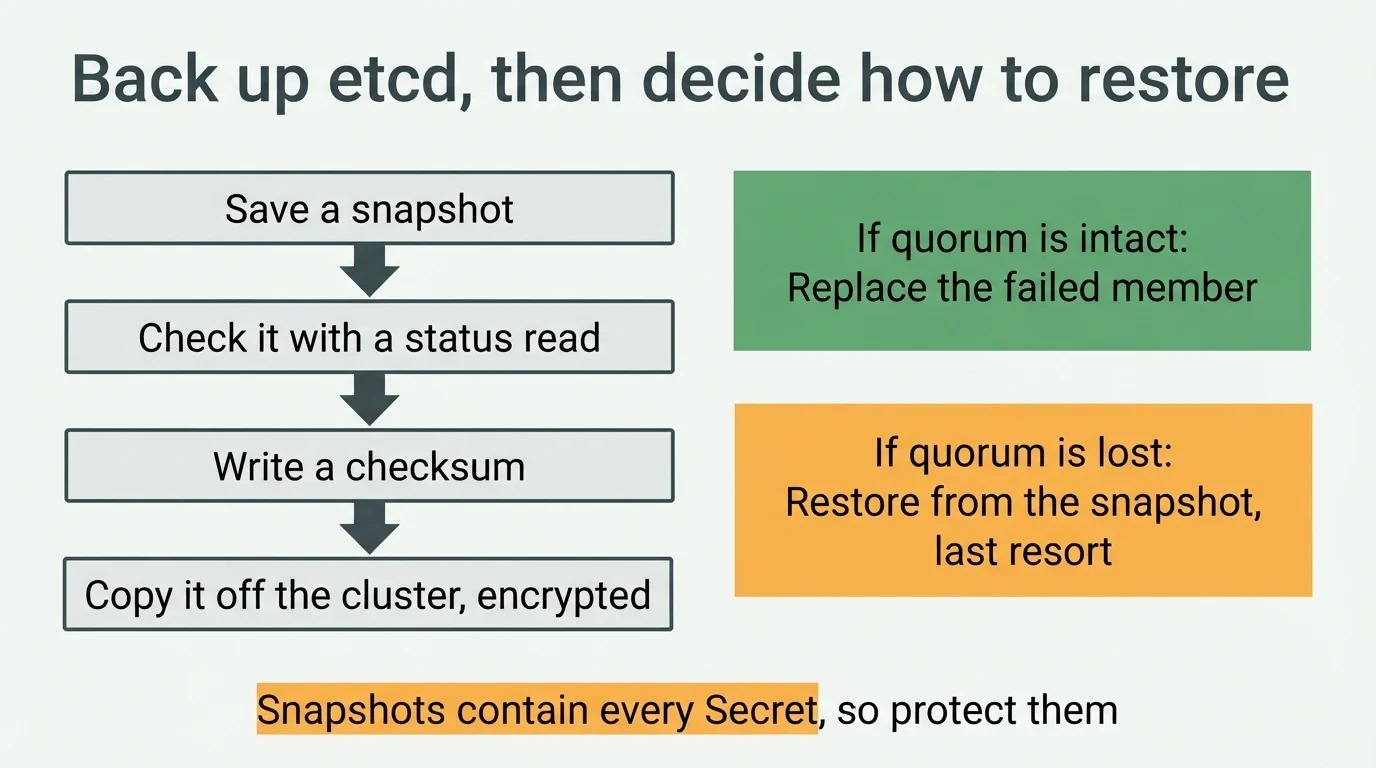 Back up etcd, then decide how to restore
Save a snapshot
Check it with a status read
Write a checksum
Copy it off the cluster, encrypted
If quorum is intact:
Replace the failed member
If quorum is lost:
Restore from the snapshot,
last resort
Snapshots contain every Secret, so protect them